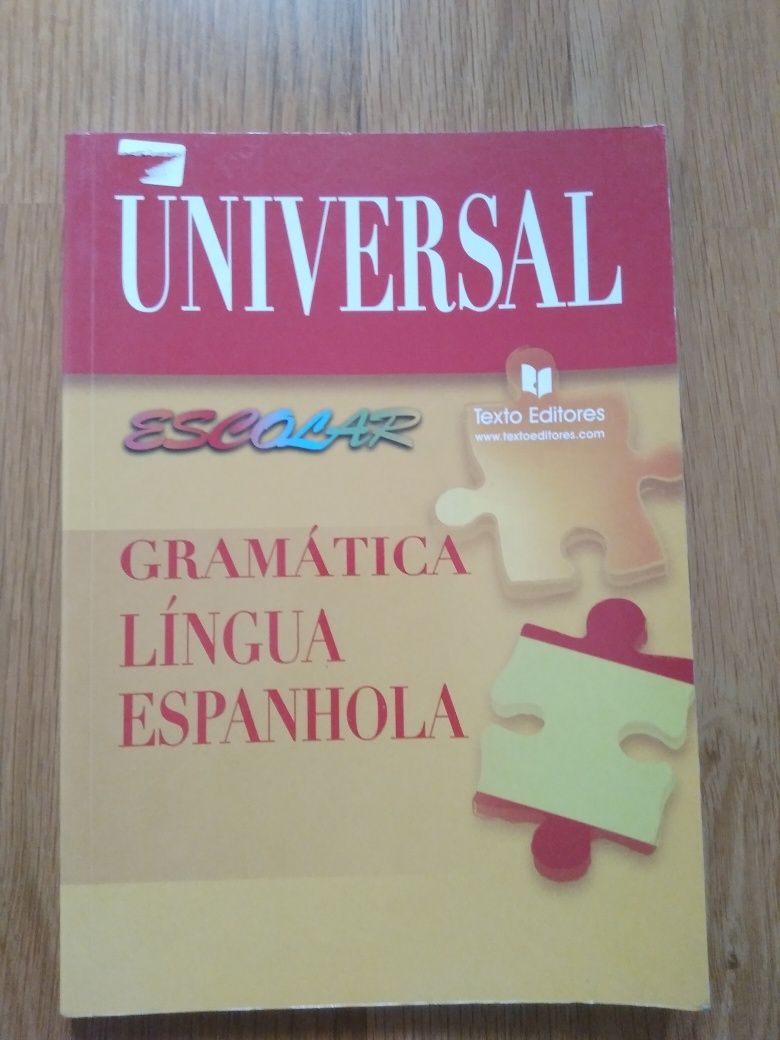 UNIVERSAL
ESCOLAR
Texto Editores
www.textoeditores.com
GRAMÁTICA
LÍNGUA
ESPANHOLA